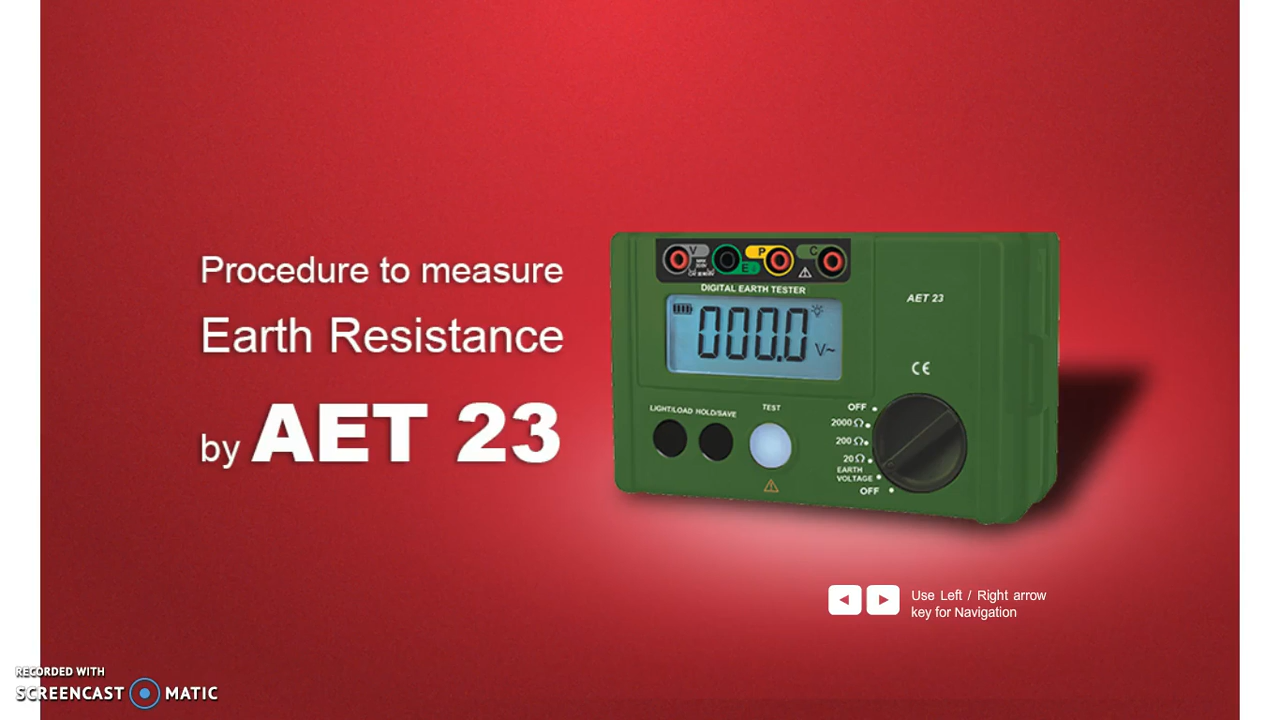 Procedure to measure
Earth Resistance
by AET 23
V
E
P
C
DIGITAL EARTH TESTER
000.0
V~
AET 23
CE
LIGHT/LOAD HOLD/SAVE
TEST
OFF
2000 Ω
200 Ω
20 Ω
EARTH
VOLTAGE
OFF
Use Left / Right arrow
key for Navigation
RECORDED WITH
SCREENCAST MATIC